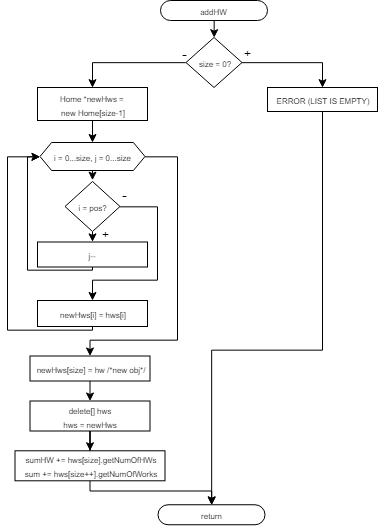 addHW
-
+
size = 0?
Home *newHws =
new Home[size-1]
ERROR (LIST IS EMPTY)
i = 0...size, j = 0...size
-
i = pos?
+
j--
newHws[i] = hws[i]
newHws[size] = hw /*new obj*/
delete[] hws
hws = newHws
sumHW += hws[size].getNumOfHWs
sum += hws[size++].getNumOfWorks
return